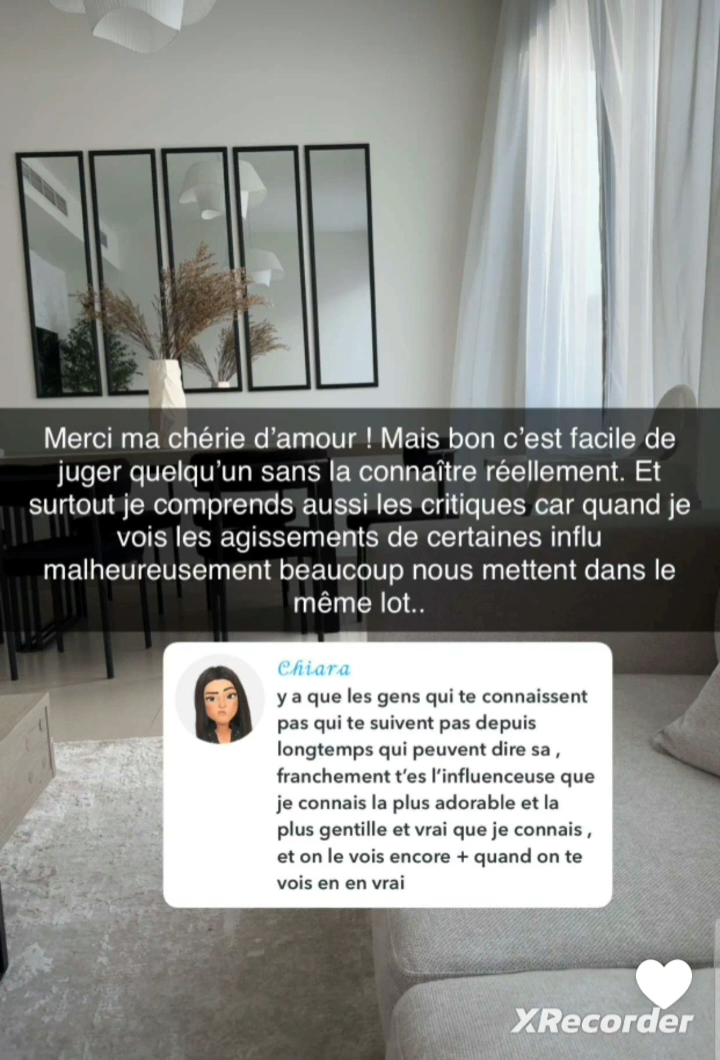 Merci ma chérie d’amour ! Mais bon c’est facile de
juger quelqu’un sans la connaître réellement. Et
surtout je comprends aussi les critiques car quand je
vois les agissements de certaines influ
malheureusement beaucoup nous mettent dans le
même lot..
Chiara
y a que les gens qui te connaissent
pas qui te suivent pas depuis
longtemps qui peuvent dire sa ,
franchement t’es l’influenceuse que
je connais la plus adorable et la
plus gentille et vrai que je connais ,
et on le vois encore + quand on te
vois en en vrai
XRecorder